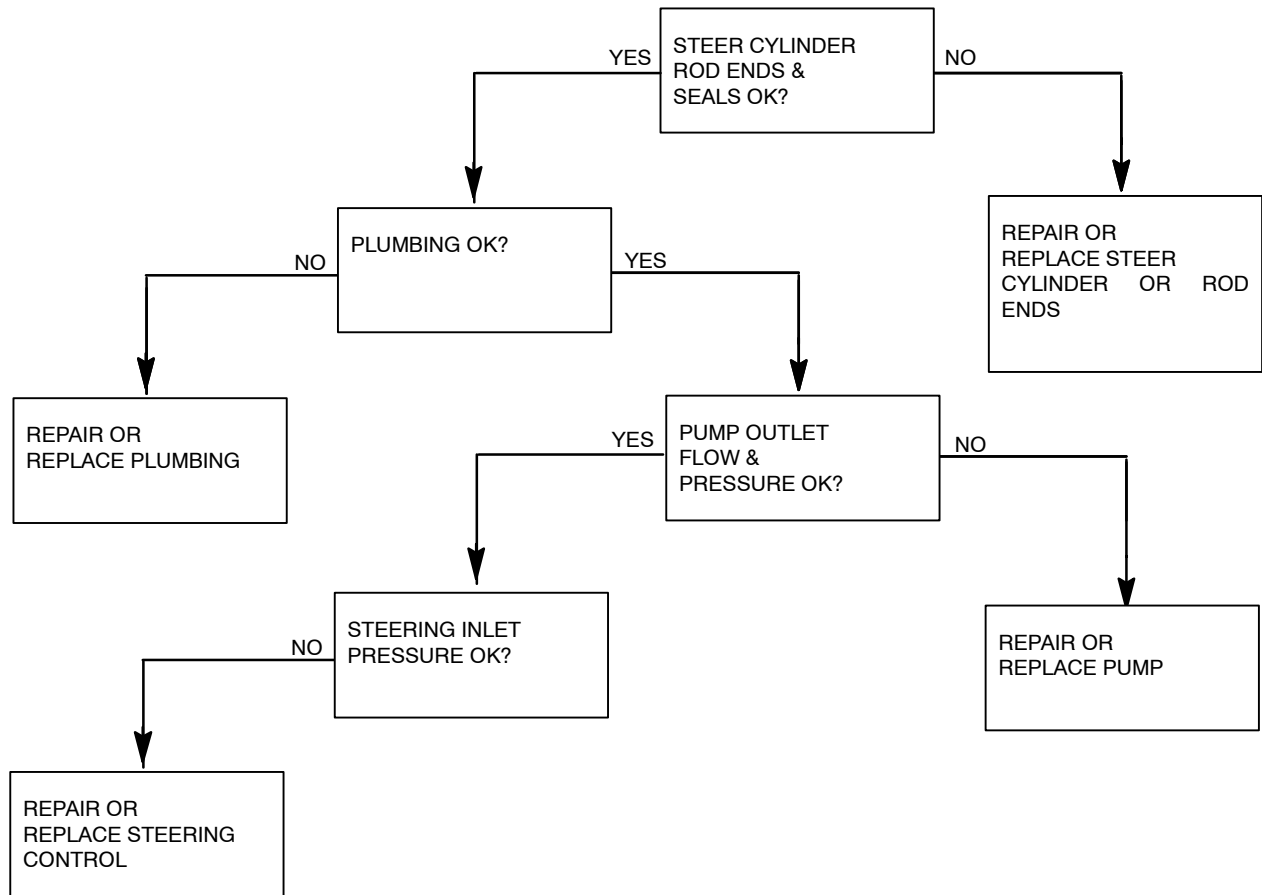 STEER CYLINDER
ROD ENDS &
SEALS OK?
YES
NO
PLUMBING OK?
NO
YES
REPAIR OR
REPLACE STEER
CYLINDER OR ROD
ENDS
REPAIR OR
REPLACE PLUMBING
PUMP OUTLET
FLOW &
PRESSURE OK?
YES
NO
STEERING INLET
PRESSURE OK?
NO
REPAIR OR
REPLACE PUMP
REPAIR OR
REPLACE STEERING
CONTROL